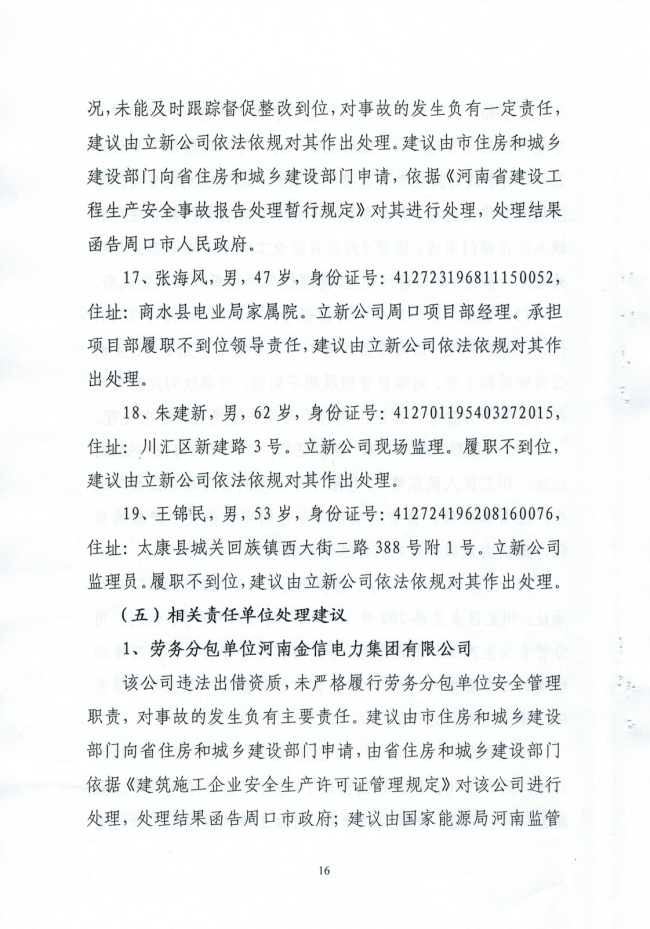 况，未能及时跟踪督促整改到位，对事故的发生负有一定责任，
建议由立新公司依法依规对其作出处理。建议由市住房和城乡
建设部门向省住房和城乡建设部门申请，依据《河南省建设工
程生产安全事故报告处理暂行规定》对其进行处理，处理结果
函告周口市人民政府。
17、张海风，男，47 岁，身份证号：412723196811150052，
住址：商水县电业局家属院。立新公司周口项目部经理。承担
项目部履职不到位领导责任，建议由立新公司依法依规对其作
出处理。
18、朱建新，男，62 岁，身份证号：412701195403272015，
住址：川汇区新建路 3 号。立新公司现场监理。履职不到位，
建议由立新公司依法依规对其作出处理。
19、王锦钊，男，53 岁，身份证号：412724196208160076，
住址：太康县城关回族镇西大街二路 388 号附 1 号。立新公司
监理员。履职不到位，建议由立新公司依法依规对其作出处理。
（五）相关责任单位处理建议
1、劳务分包单位河南金信电力集团有限公司
该公司违法出借资质，未严格履行劳务分包单位安全管理
职责，对事故的发生负有主要责任。建议由市住房和城乡建设
部门向省住房和城乡建设部门申请，由省住房和城乡建设部门
依据《建筑施工企业安全生产许可证管理规定》对该公司进行
处理，处理结果函告周口市政府；建议由国家能源局河南监管
16